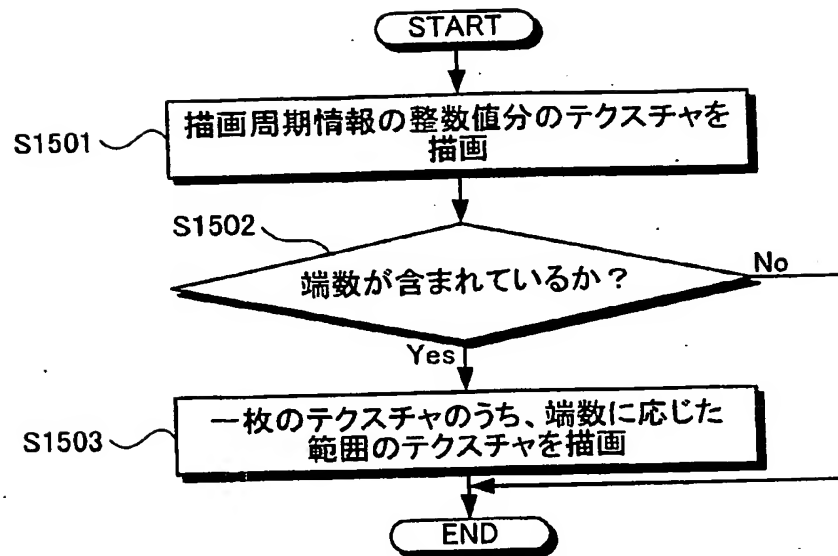 START
描画周期情報の整数値分のテクスチャを
描画
S1501
S1502
端数が含まれているか？
No
Yes
一枚のテクスチャのうち、端数に応じた
範囲のテクスチャを描画
S1503
END